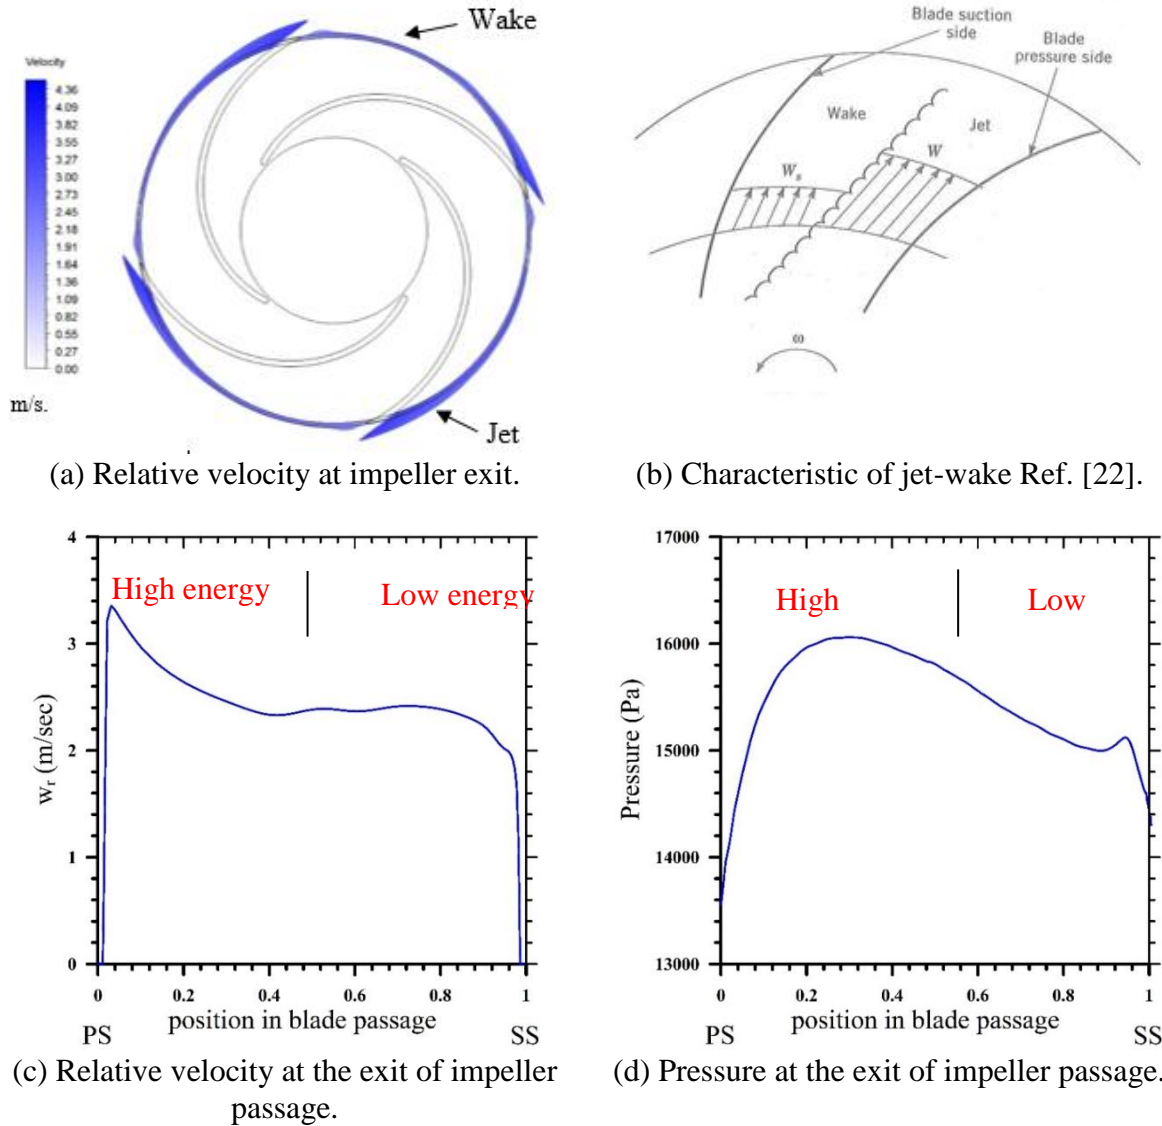 Wake
Velocity
4.36
4.09
3.82
3.55
3.27
3.00
2.73
2.45
2.18
1.91
1.64
1.36
1.09
0.82
0.55
0.27
0.00
m/s.
Jet
(a) Relative velocity at impeller exit.
Blade suction
side
Blade
pressure side
Wake
Jet
Ws
W
ω
(b) Characteristic of jet-wake Ref. [22].
4
3
2
1
0
wr (m/sec)
High energy
Low energy
0
0.2
0.4
0.6
0.8
1
position in blade passage
PS
SS
(c) Relative velocity at the exit of impeller
passage.
17000
16000
15000
14000
13000
Pressure (Pa)
High
Low
0
0.2
0.4
0.6
0.8
1
position in blade passage
PS
SS
(d) Pressure at the exit of impeller passage.